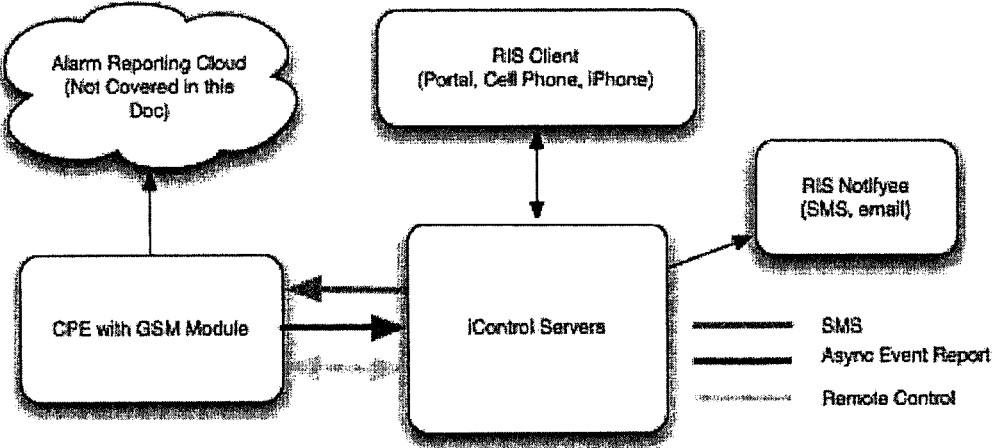 Alarm Reporting Cloud
(Not Covered in this
Doc)
RIS Client
(Portal, Cell Phone, iPhone)
RIS Notifyee
(SMS, email)
CPE with GSM Module
iControl Servers
SMS
Async Event Report
Remote Control